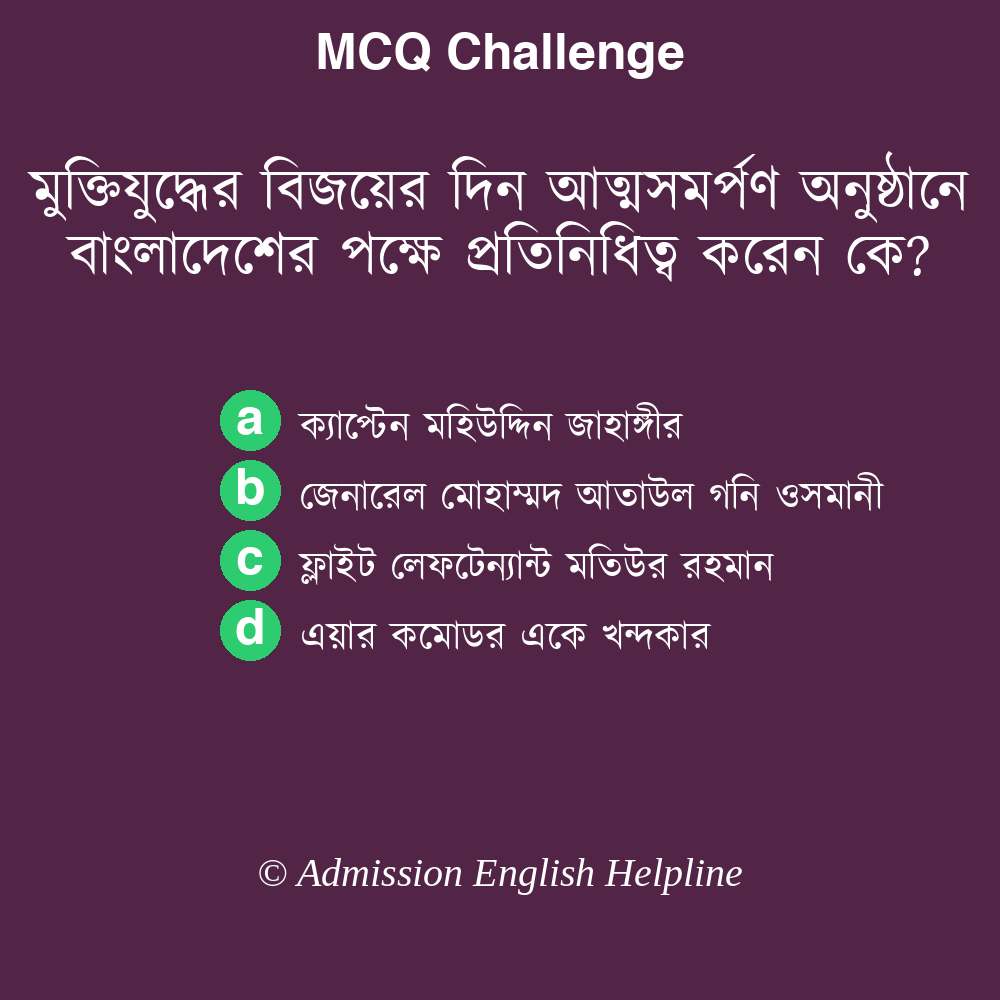 MCQ Challenge
মুক্তিযুদ্ধের বিজয়ের দিন আত্মসমর্পণ অনুষ্ঠানে
বাংলাদেশের পক্ষে প্রতিনিধিত্ব করেন কে?
a ক্যাপ্টেন মহিউদ্দিন জাহাঙ্গীর
b জেনারেল মোহাম্মদ আতাউল গনি ওসমানী
c ফ্লাইট লেফটেন্যান্ট মতিউর রহমান
d এয়ার কমোডর একে খন্দকার
© Admission English Helpline